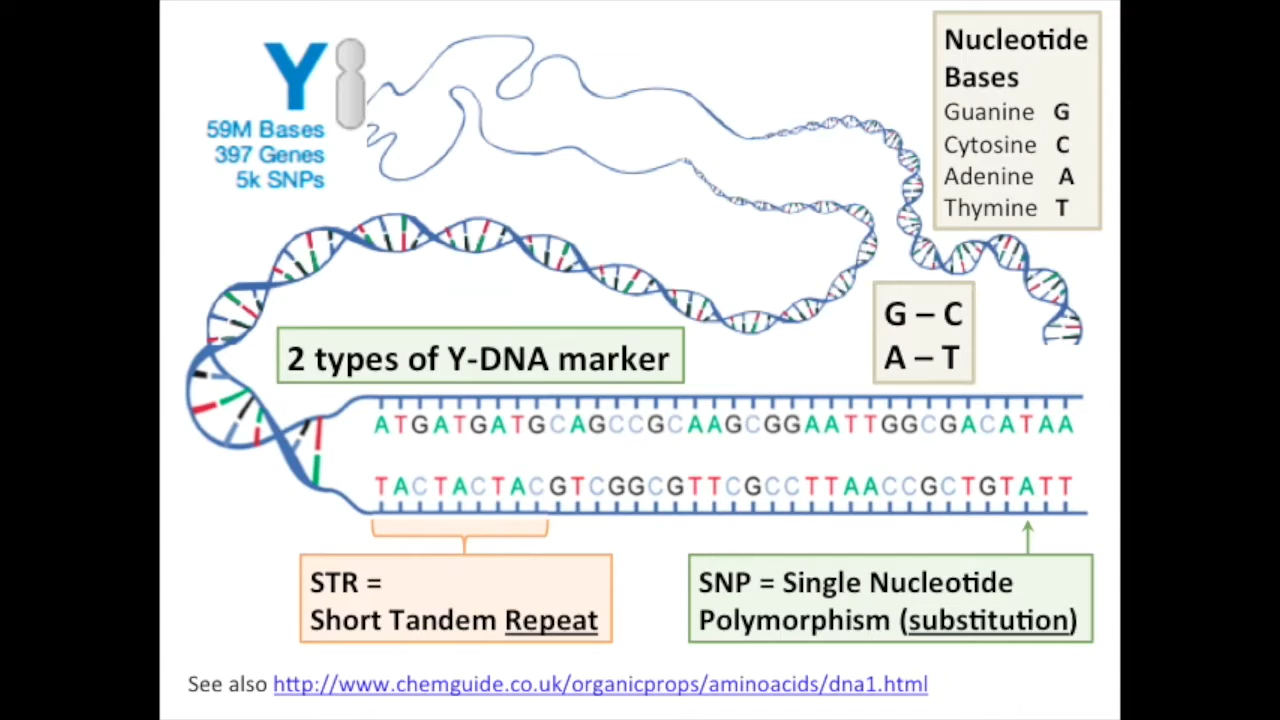 Y
59M Bases
397 Genes
5k SNPs
Nucleotide
Bases
Guanine G
Cytosine C
Adenine A
Thymine T
G – C
A – T
2 types of Y-DNA marker
ATGATGATGCAGCCGCAAGCGGAATTGGCGACATAA
TACTACTACGTCGGCGTTCGCCTTAACCGCTGTATT
STR =
Short Tandem Repeat
SNP = Single Nucleotide
Polymorphism (substitution)
See also http://www.chemguide.co.uk/organicprops/aminoacids/dna1.html